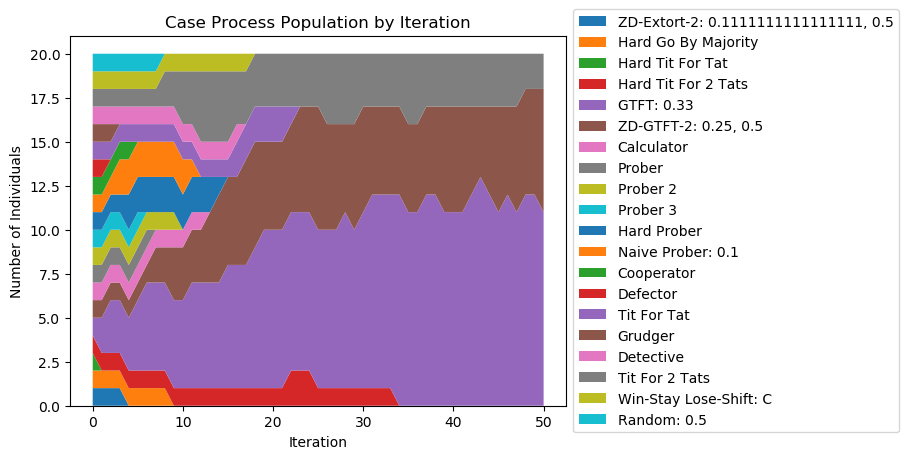 Case Process Population by Iteration
Number of Individuals
20.0
17.5
15.0
12.5
10.0
7.5
5.0
2.5
0.0
0
10
20
30
40
50
Iteration
ZD-Extort-2: 0.1111111111111111, 0.5
Hard Go By Majority
Hard Tit For Tat
Hard Tit For 2 Tats
GTFT: 0.33
ZD-GTFT-2: 0.25, 0.5
Calculator
Prober
Prober 2
Prober 3
Hard Prober
Naive Prober: 0.1
Cooperator
Defector
Tit For Tat
Grudger
Detective
Tit For 2 Tats
Win-Stay Lose-Shift: C
Random: 0.5